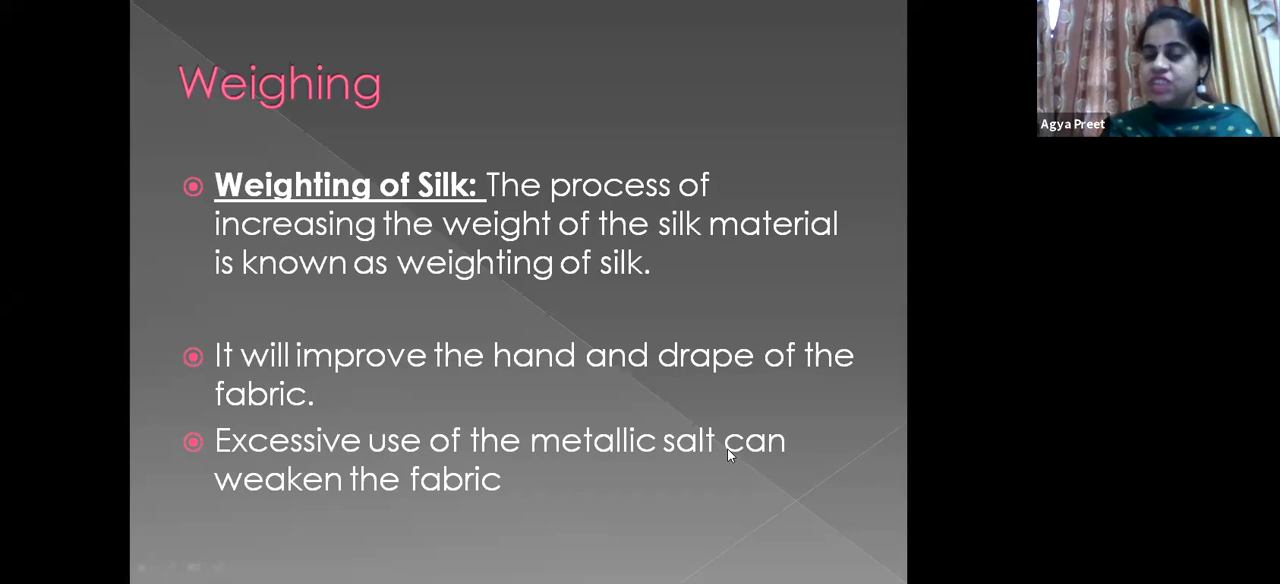 Weighing
Weighting of Silk: The process of
increasing the weight of the silk material
is known as weighting of silk.
It will improve the hand and drape of the
fabric.
Excessive use of the metallic salt can
weaken the fabric
Agya Preet